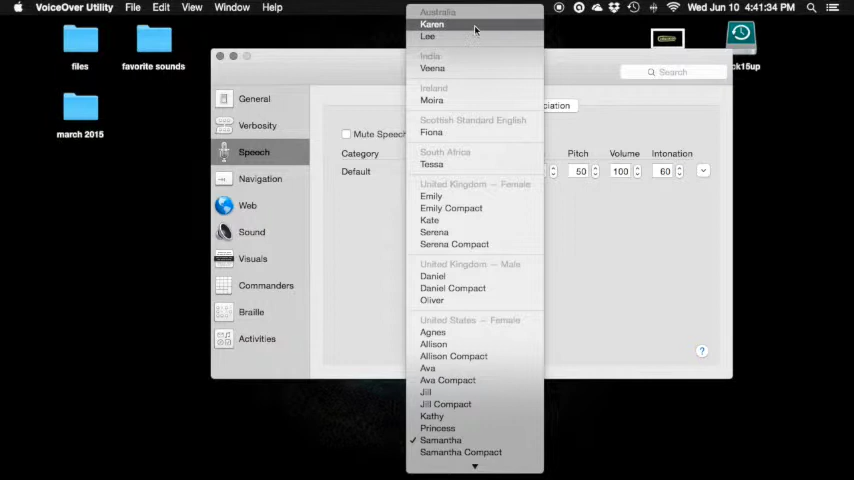 VoiceOver Utility File Edit View Window Help
Wed Jun 10 4:41:34 PM
files
favorite sounds
march 2015
ck15up
Search
General
Verbosity
Speech
Navigation
Web
Sound
Visuals
Commanders
Braille
Activities
ciation
Mute Speech
Category
Pitch Volume Intonation
Default
50 100 60
Australia
Karen
Lee
India
Veena
Ireland
Moira
Scottish Standard English
Fiona
South Africa
Tessa
United Kingdom — Female
Emily
Emily Compact
Kate
Serena
Serena Compact
United Kingdom — Male
Daniel
Daniel Compact
Oliver
United States — Female
Agnes
Allison
Allison Compact
Ava
Ava Compact
Jill
Jill Compact
Kathy
Princess
✓ Samantha
Samantha Compact
?